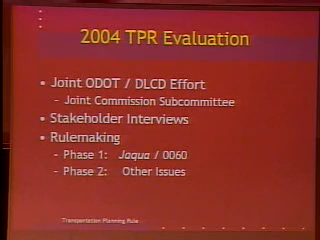 2004 TPR Evaluation
• Joint ODOT / DLCD Effort
– Joint Commission Subcommittee
• Stakeholder Interviews
• Rulemaking
– Phase 1: Jaqua / 0060
– Phase 2: Other Issues
Transportation Planning Rule